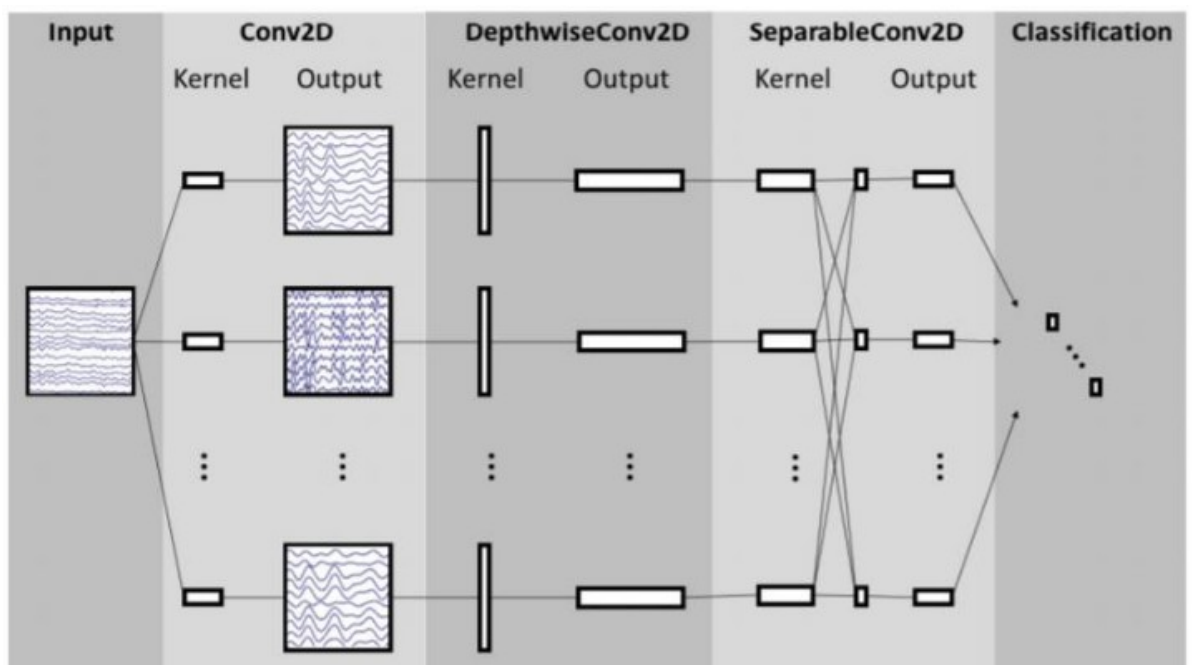 Input Conv2D DepthwiseConv2D SeparableConv2D Classification
Kernel Output Kernel Output Kernel Output